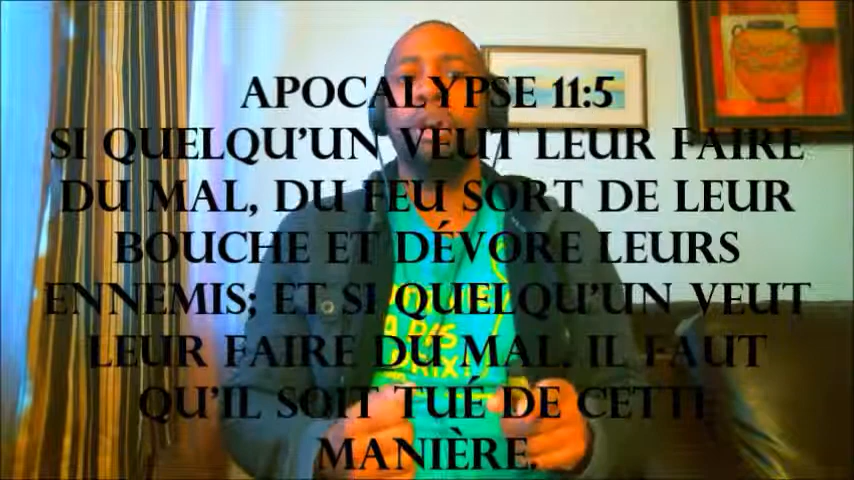 APOCALYPSE 11:5
SI QUELQU'UN VEUT LEUR FAIRE
DU MAL, DU FEU SORT DE LEUR
BOUCHE ET DÉVORE LEURS
ENNEMIS; ET SI QUELQU'UN VEUT
LEUR FAIRE DU MAL, IL FAUT
QU'IL SOIT TUÉ DE CETTE
MANIÈRE.